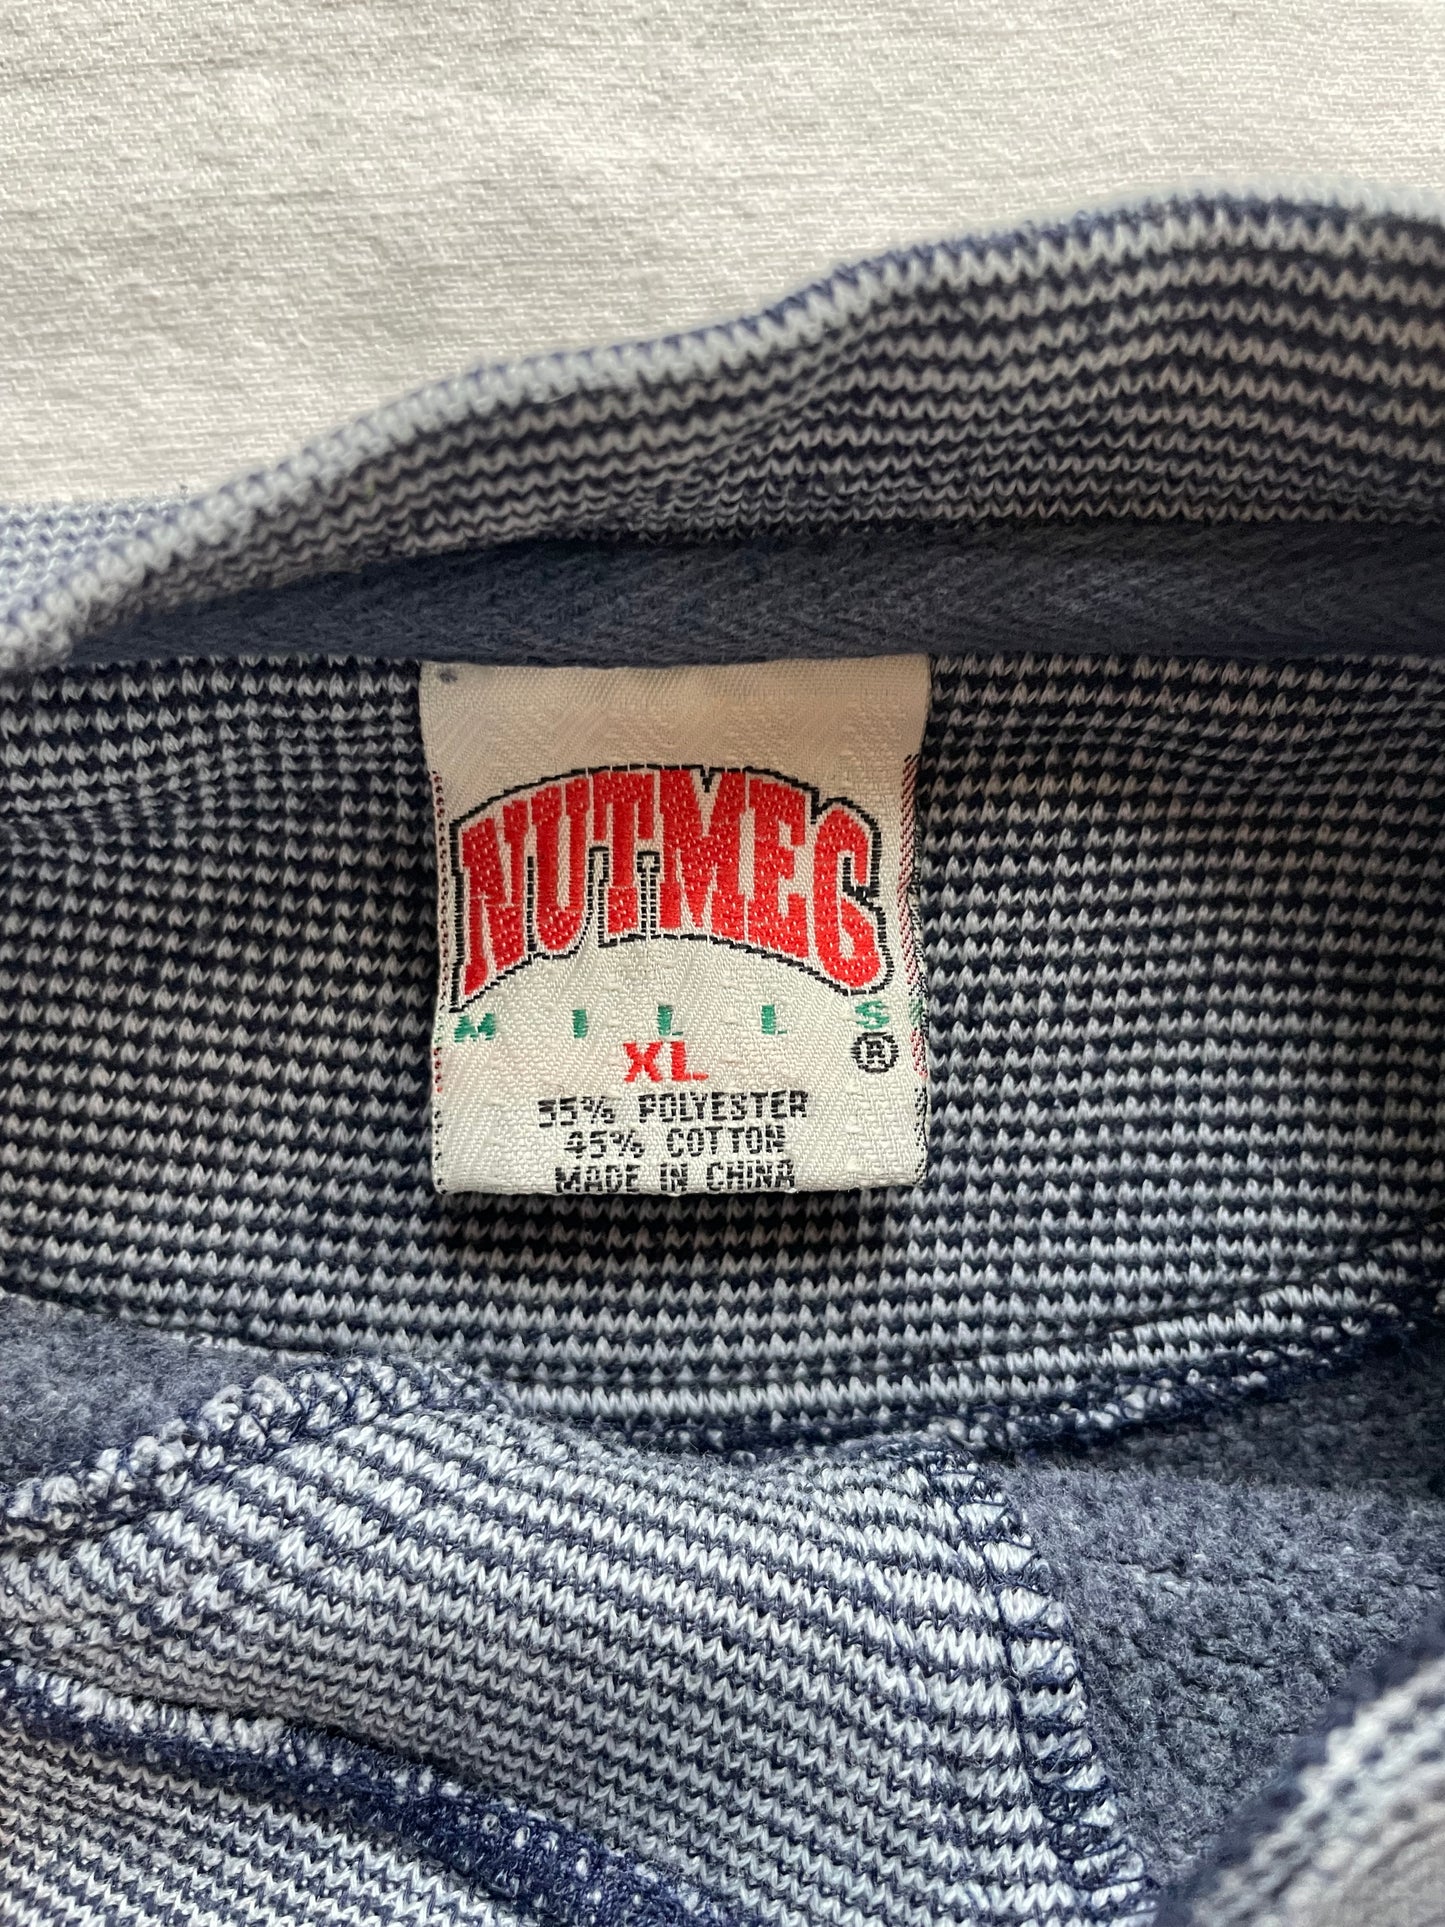 NUTMEG
MILLS
XL ®
55% POLYESTER
45% COTTON
MADE IN CHINA